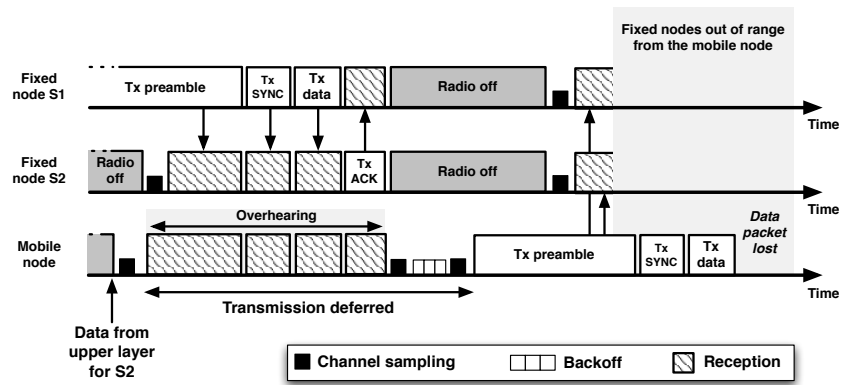 Fixed nodes out of range
from the mobile node
Fixed
node S1
Tx preamble
Tx
SYNC
Tx
data
Radio off
Time
Fixed
node S2
Radio
off
Tx
ACK
Radio off
Time
Overhearing
Mobile
node
Tx preamble
Tx
SYNC
Tx
data
Data
packet
lost
Time
Transmission deferred
Data from
upper layer
for S2
Channel sampling
Backoff
Reception